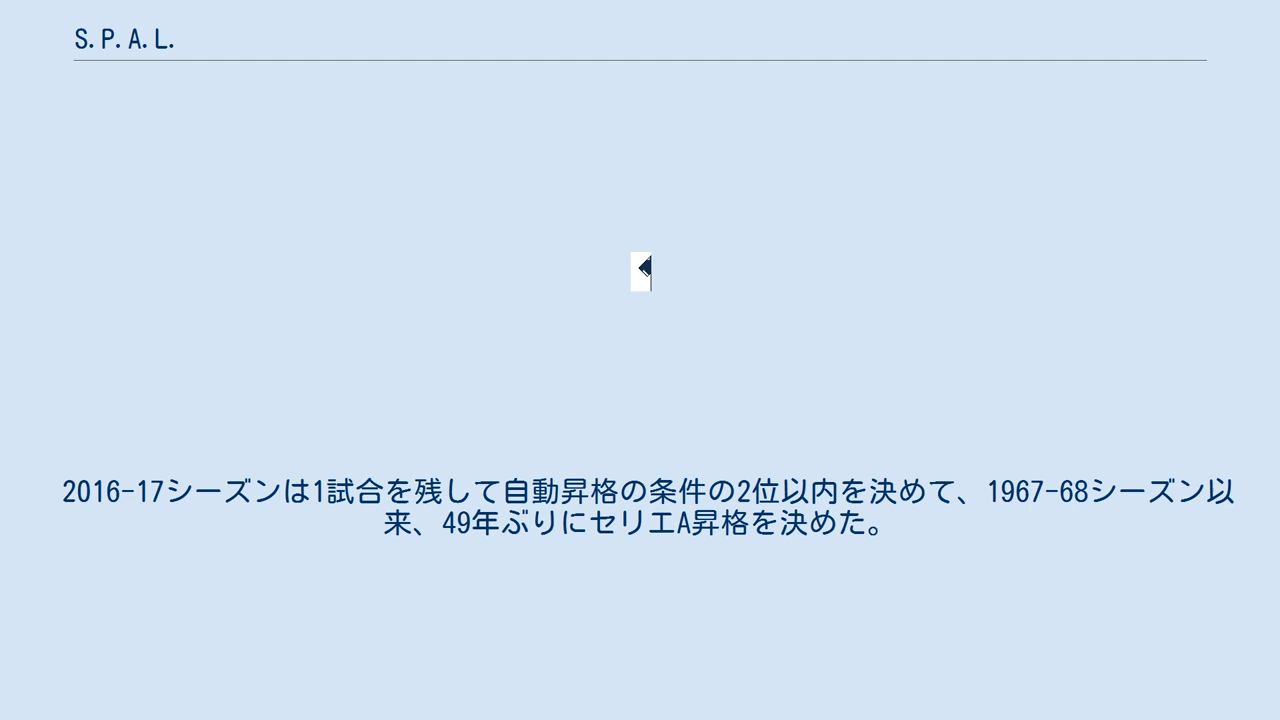 S.P.A.L.
2016-17シーズンは1試合を残して自動昇格の条件の2位以内を決めて、1967-68シーズン以
来、49年ぶりにセリエA昇格を決めた。